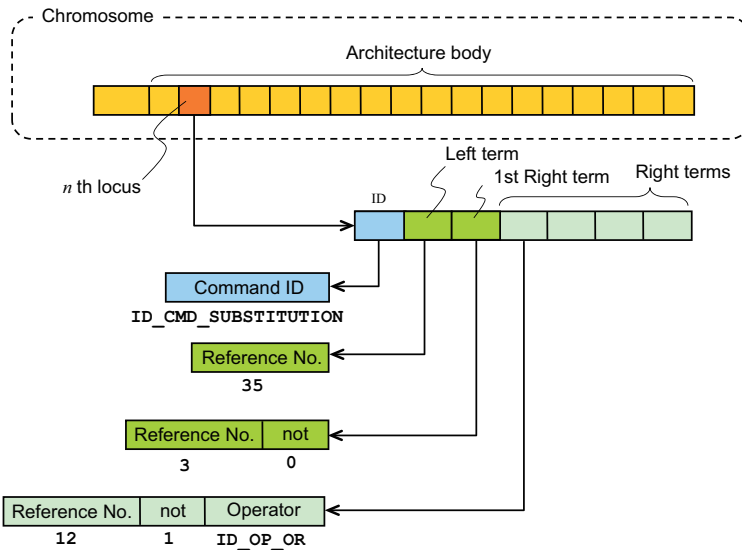 Chromosome
Architecture body
n th locus
Left term
1st Right term
Right terms
ID
Command ID
ID_CMD_SUBSTITUTION
Reference No.
35
Reference No. not
3 0
Reference No. not Operator
12 1 ID_OP_OR